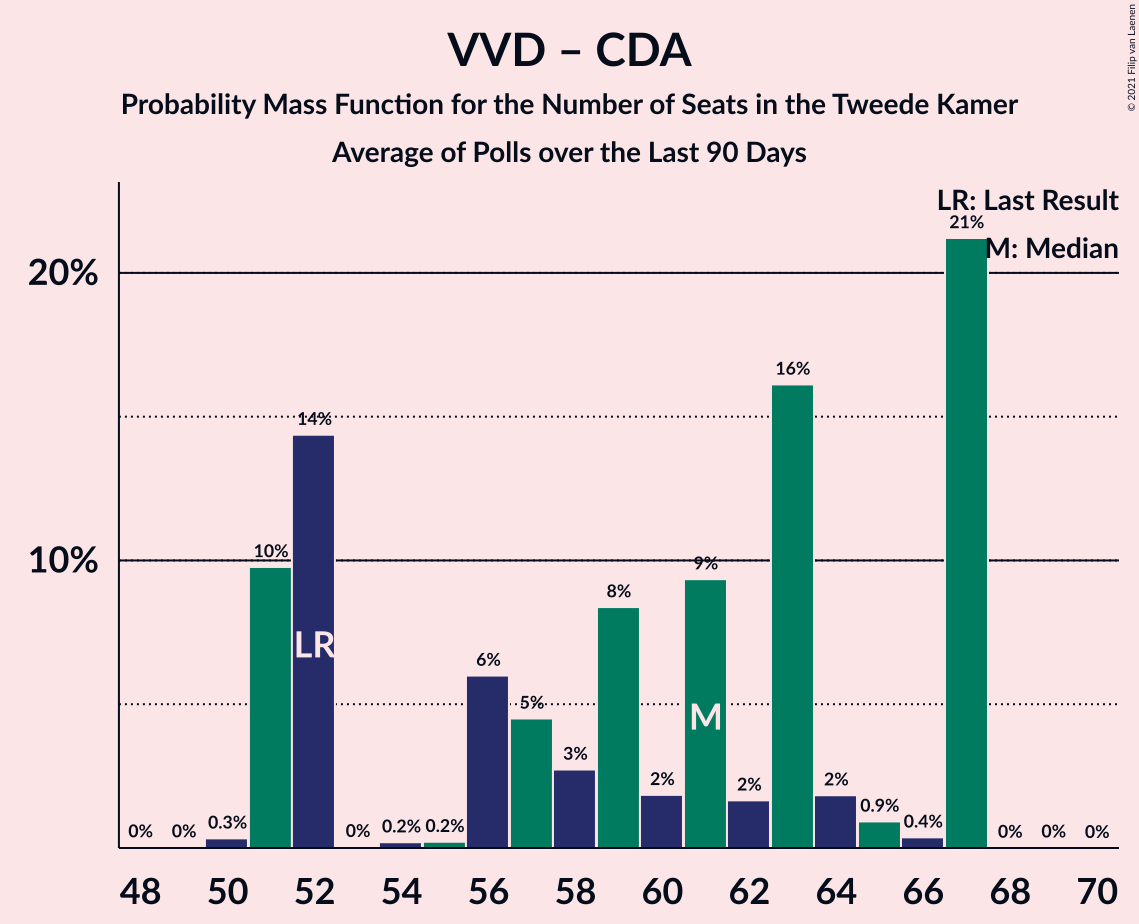 VVD – CDA
Probability Mass Function for the Number of Seats in the Tweede Kamer
Average of Polls over the Last 90 Days
© 2021 Filip van Laenen
LR: Last Result
M: Median
20%
10%
0% 0% 0.3% 10% 14% 0% 0.2% 0.2% 6% 5% 3% 8% 2% 9% 2% 16% 2% 0.9% 0.4% 21% 0% 0% 0%
LR
M
48 50 52 54 56 58 60 62 64 66 68 70